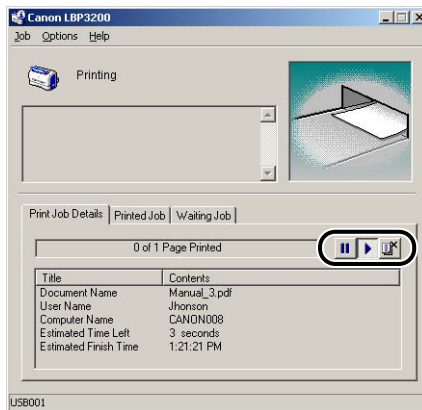 Canon LBP3200
Job Options Help
Printing
Print Job Details Printed Job Waiting Job
0 of 1 Page Printed
Title Contents
Document Name Manual_3.pdf
User Name Jhonson
Computer Name CANON008
Estimated Time Left 3 seconds
Estimated Finish Time 1:21:21 PM
USB001